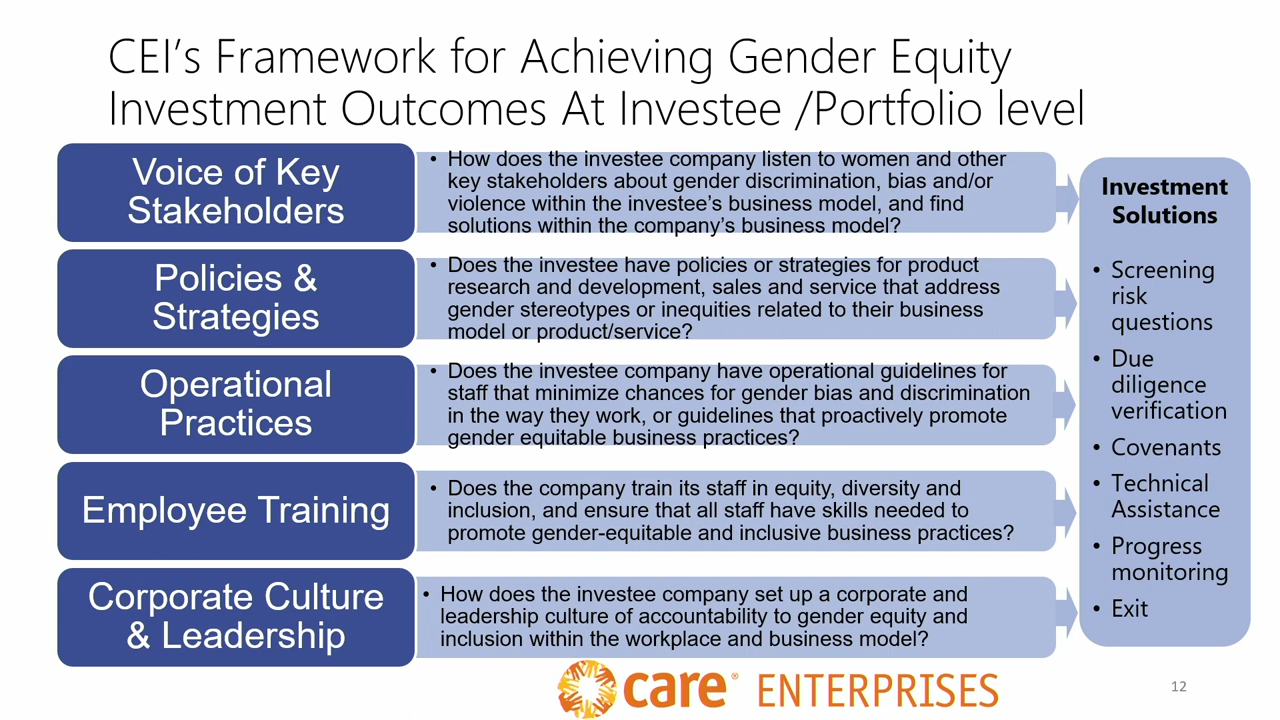 CEI's Framework for Achieving Gender Equity
Investment Outcomes At Investee /Portfolio level
Voice of Key
Stakeholders
• How does the investee company listen to women and other
key stakeholders about gender discrimination, bias and/or
violence within the investee's business model, and find
solutions within the company's business model?
Policies &
Strategies
• Does the investee have policies or strategies for product
research and development, sales and service that address
gender stereotypes or inequities related to their business
model or product/service?
Operational
Practices
• Does the investee company have operational guidelines for
staff that minimize chances for gender bias and discrimination
in the way they work, or guidelines that proactively promote
gender equitable business practices?
Employee Training
• Does the company train its staff in equity, diversity and
inclusion, and ensure that all staff have skills needed to
promote gender-equitable and inclusive business practices?
Corporate Culture
& Leadership
• How does the investee company set up a corporate and
leadership culture of accountability to gender equity and
inclusion within the workplace and business model?
Investment
Solutions
• Screening
risk
questions
• Due
diligence
verification
• Covenants
• Technical
Assistance
• Progress
monitoring
• Exit
care® ENTERPRISES
12